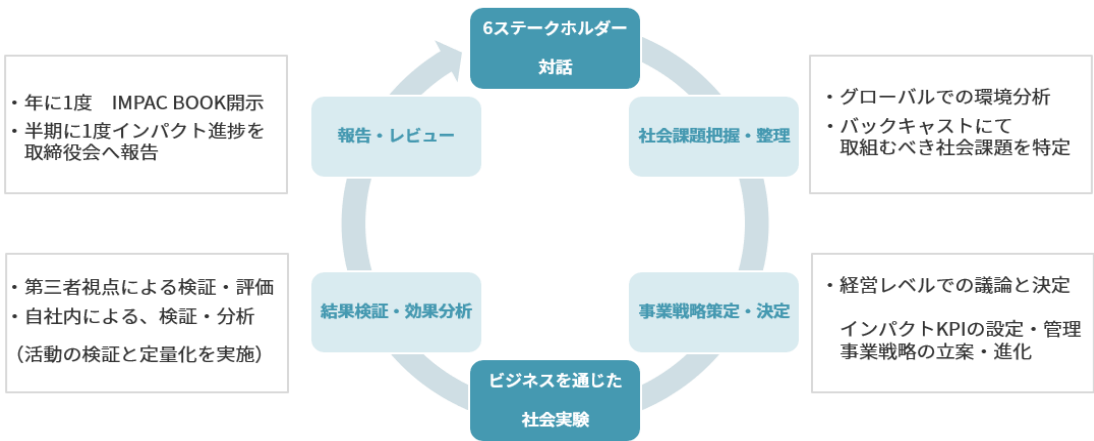 6ステークホルダー
対話
・年に1度　IMPAC BOOK開示
・半期に1度インパクト進捗を
取締役会へ報告
報告・レビュー
社会課題把握・整理
・グローバルでの環境分析
・バックキャストにて
取組むべき社会課題を特定
・第三者視点による検証・評価
・自社内による、検証・分析
（活動の検証と定量化を実施）
結果検証・効果分析
事業戦略策定・決定
・経営レベルでの議論と決定
インパクトKPIの設定・管理
事業戦略の立案・進化
ビジネスを通じた
社会実験